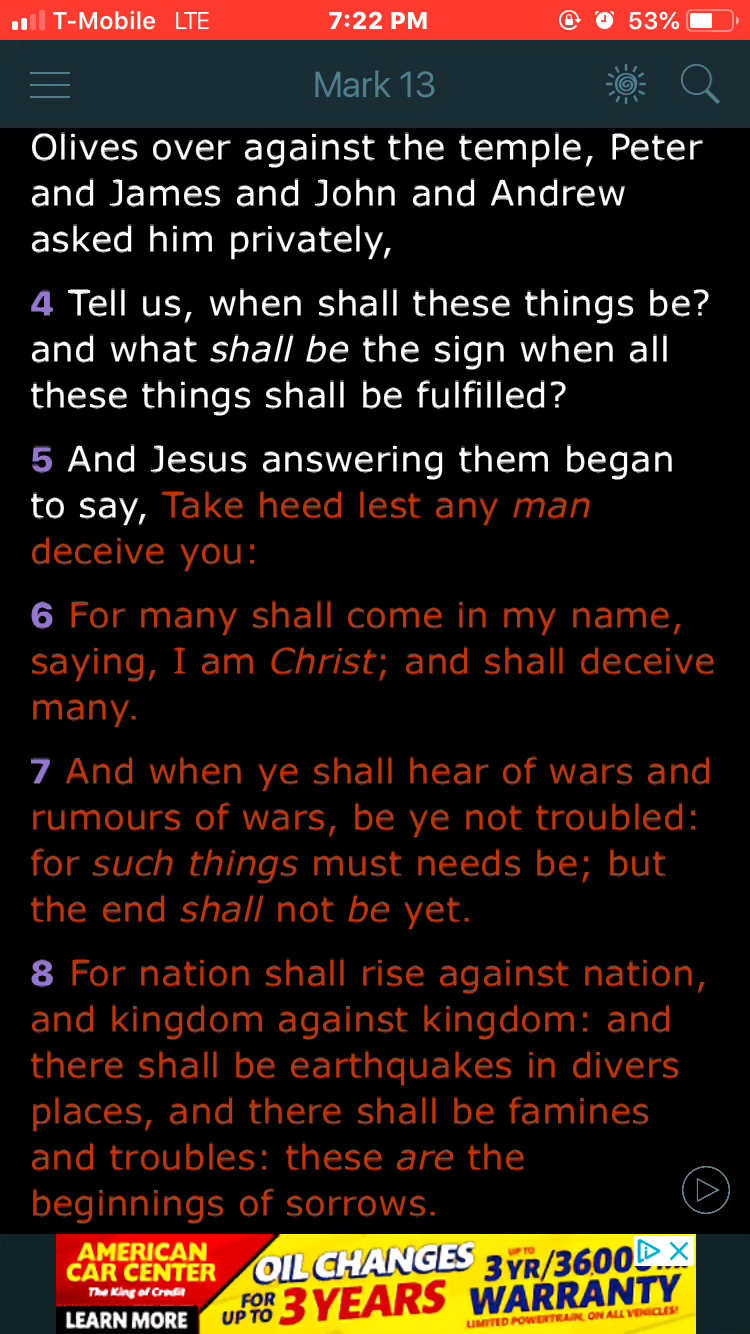 T-Mobile LTE 7:22 PM 53%
Mark 13
Olives over against the temple, Peter
and James and John and Andrew
asked him privately,
4 Tell us, when shall these things be?
and what shall be the sign when all
these things shall be fulfilled?
5 And Jesus answering them began
to say, Take heed lest any man
deceive you:
6 For many shall come in my name,
saying, I am Christ; and shall deceive
many.
7 And when ye shall hear of wars and
rumours of wars, be ye not troubled:
for such things must needs be; but
the end shall not be yet.
8 For nation shall rise against nation,
and kingdom against kingdom: and
there shall be earthquakes in divers
places, and there shall be famines
and troubles: these are the
beginnings of sorrows.
AMERICAN
CAR CENTER
The King of Credit
LEARN MORE
OIL CHANGES
FOR
UP TO 3 YEARS
UP TO
3 YR/3600
WARRANTY
LIMITED POWERTRAIN, ON ALL VEHICLES!